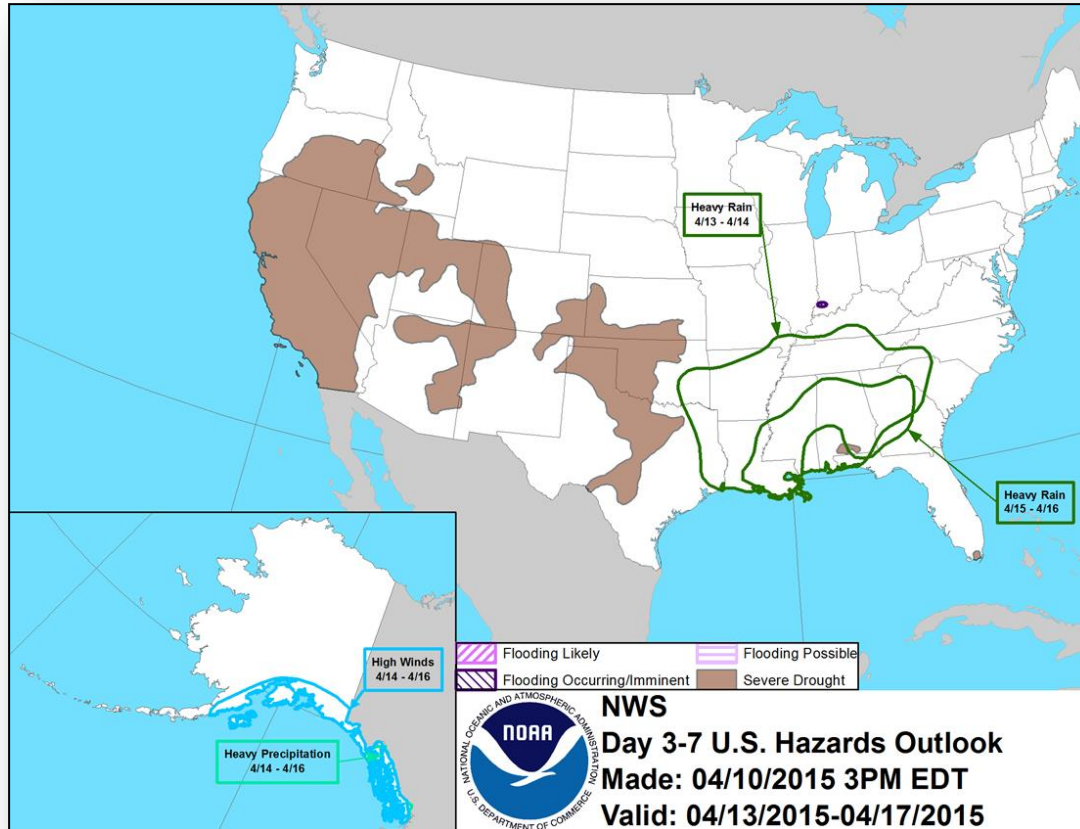 Heavy Rain
4/13 - 4/14
Heavy Rain
4/15 - 4/16
High Winds
4/14 - 4/16
Heavy Precipitation
4/14 - 4/16
Flooding Likely
Flooding Possible
Flooding Occurring/Imminent
Severe Drought
NATIONAL OCEANIC AND ATMOSPHERIC ADMINISTRATION
NOAA
U.S. DEPARTMENT OF COMMERCE
NWS
Day 3-7 U.S. Hazards Outlook
Made: 04/10/2015 3PM EDT
Valid: 04/13/2015-04/17/2015